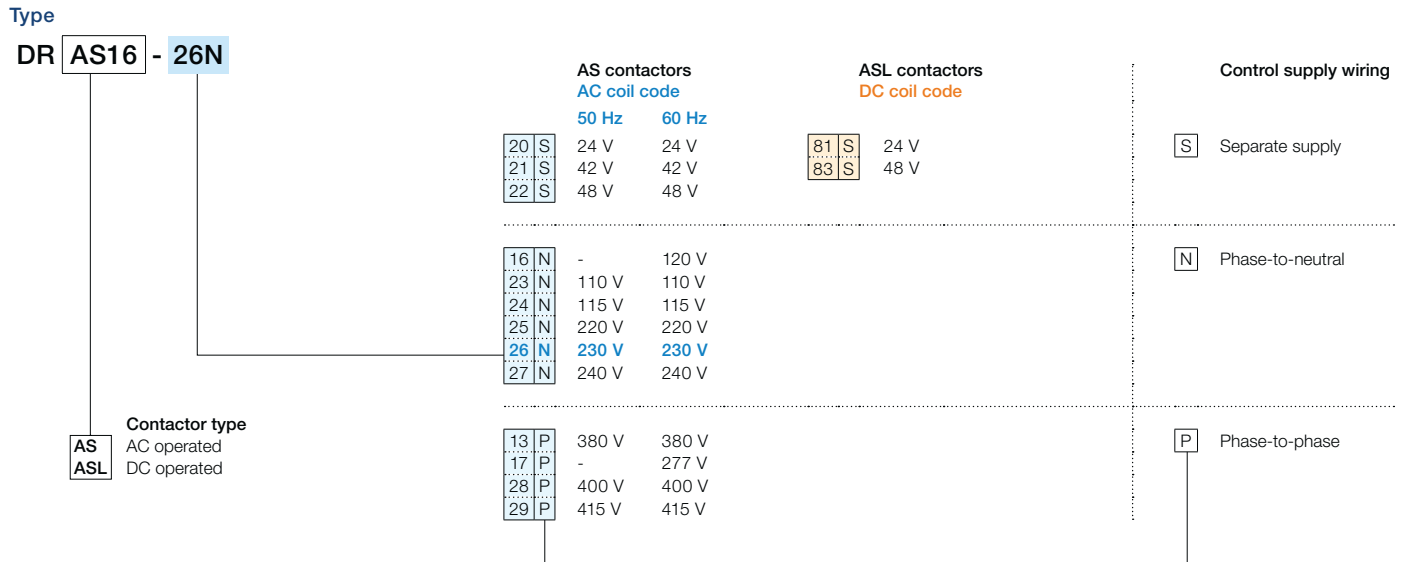 Type
DR AS16 - 26N
AS contactors ASL contactors Control supply wiring
AC coil code DC coil code
50 Hz 60 Hz
20 S 24 V 24 V 81 S 24 V S Separate supply
21 S 42 V 42 V 83 S 48 V
22 S 48 V 48 V
16 N - 120 V N Phase-to-neutral
23 N 110 V 110 V
24 N 115 V 115 V
25 N 220 V 220 V
26 N 230 V 230 V
27 N 240 V 240 V
Contactor type
AS AC operated
ASL DC operated
13 P 380 V 380 V P Phase-to-phase
17 P - 277 V
28 P 400 V 400 V
29 P 415 V 415 V